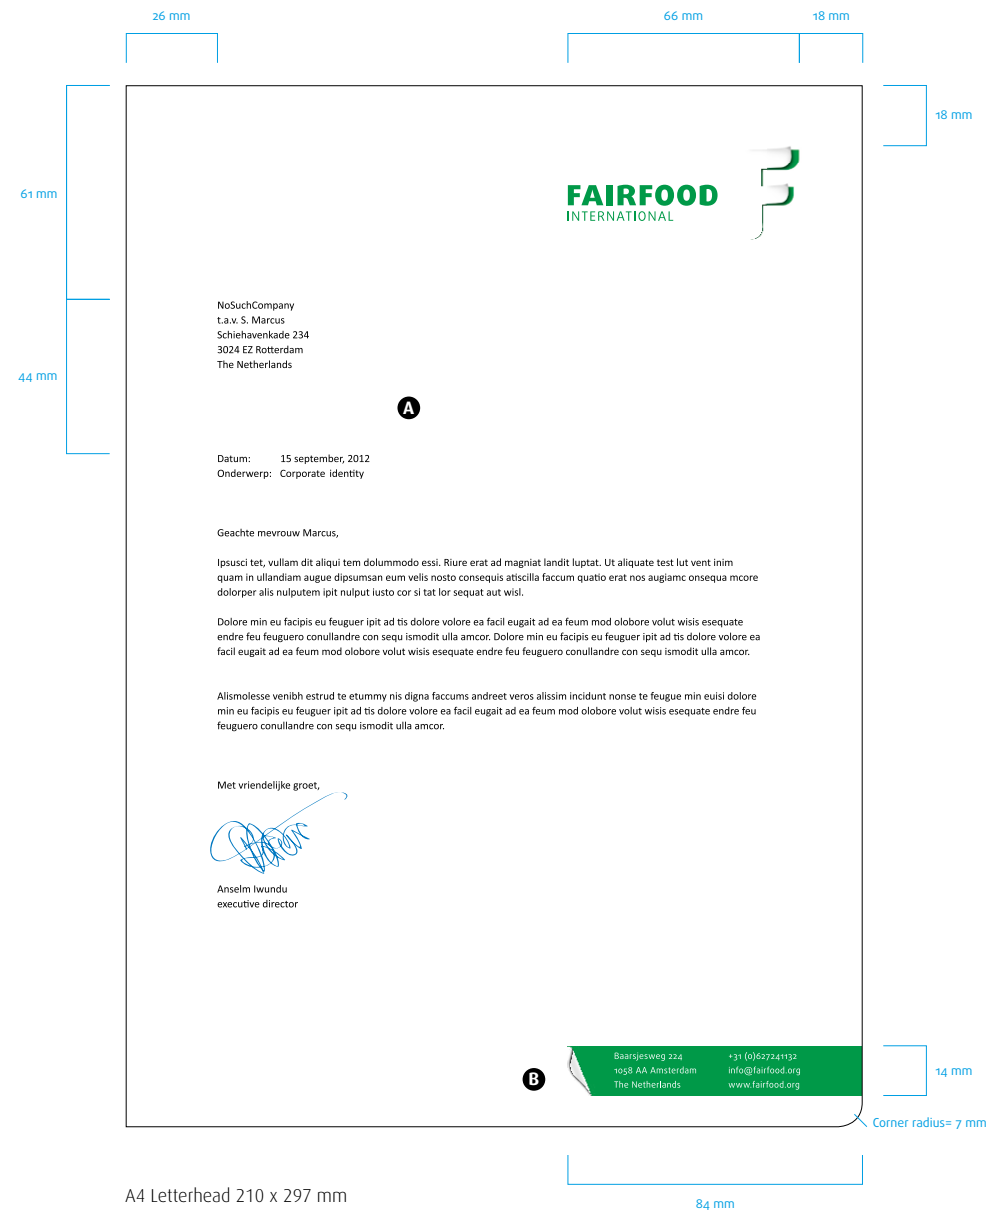 26 mm
66 mm
18 mm
18 mm
61 mm
FAIRFOOD
INTERNATIONAL
NoSuchCompany
t.a.v. S. Marcus
Schiehavenkade 234
3024 EZ Rotterdam
The Netherlands
44 mm
A
Datum: 15 september, 2012
Onderwerp: Corporate identity
Geachte mevrouw Marcus,
Ipsusci tet, vullam dit aliqui tem dolummodo essi. Riure erat ad magniat landit luptat. Ut aliquate test lut vent inim
quam in ullandiam augue dipsumsan eum velis nosto consequis atiscilla faccum quatio erat nos augiamc onsequa mcore
dolorper alis nulputem ipit nulput iusto cor si tat lor sequat aut wisl.
Dolore min eu facipis eu feuguer ipit ad tis dolore volore ea facil eugait ad ea feum mod olobore volut wisis esequate
endre feu feuguero conullandre con sequ ismodit ulla amcor. Dolore min eu facipis eu feuguer ipit ad tis dolore volore ea
facil eugait ad ea feum mod olobore volut wisis esequate endre feu feuguero conullandre con sequ ismodit ulla amcor.
Alismolesse venibh estrud te etummy nis digna faccums andreet veros alissim incidunt nonse te feugue min euisi dolore
min eu facipis eu feuguer ipit ad tis dolore volore ea facil eugait ad ea feum mod olobore volut wisis esequate endre feu
feuguero conullandre con sequ ismodit ulla amcor.
Met vriendelijke groet,
Anselm Iwundu
executive director
B
Baarsjesweg 224
1058 AA Amsterdam
The Netherlands
+31 (0)627241132
info@fairfood.org
www.fairfood.org
14 mm
Corner radius= 7 mm
A4 Letterhead 210 x 297 mm
84 mm